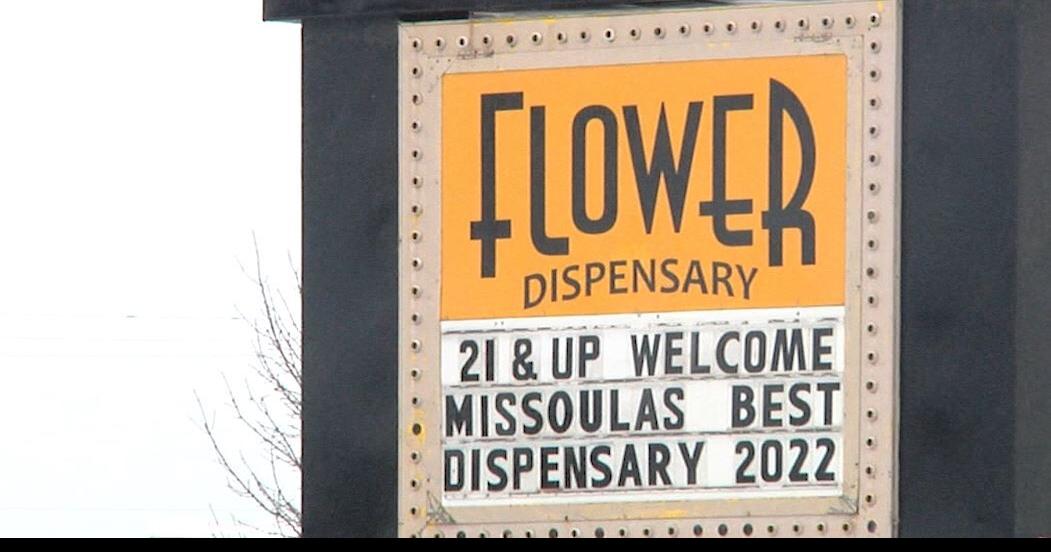 FLOWER
DISPENSARY
21 & UP WELCOME
MISSOULAS BEST
DISPENSARY 2022